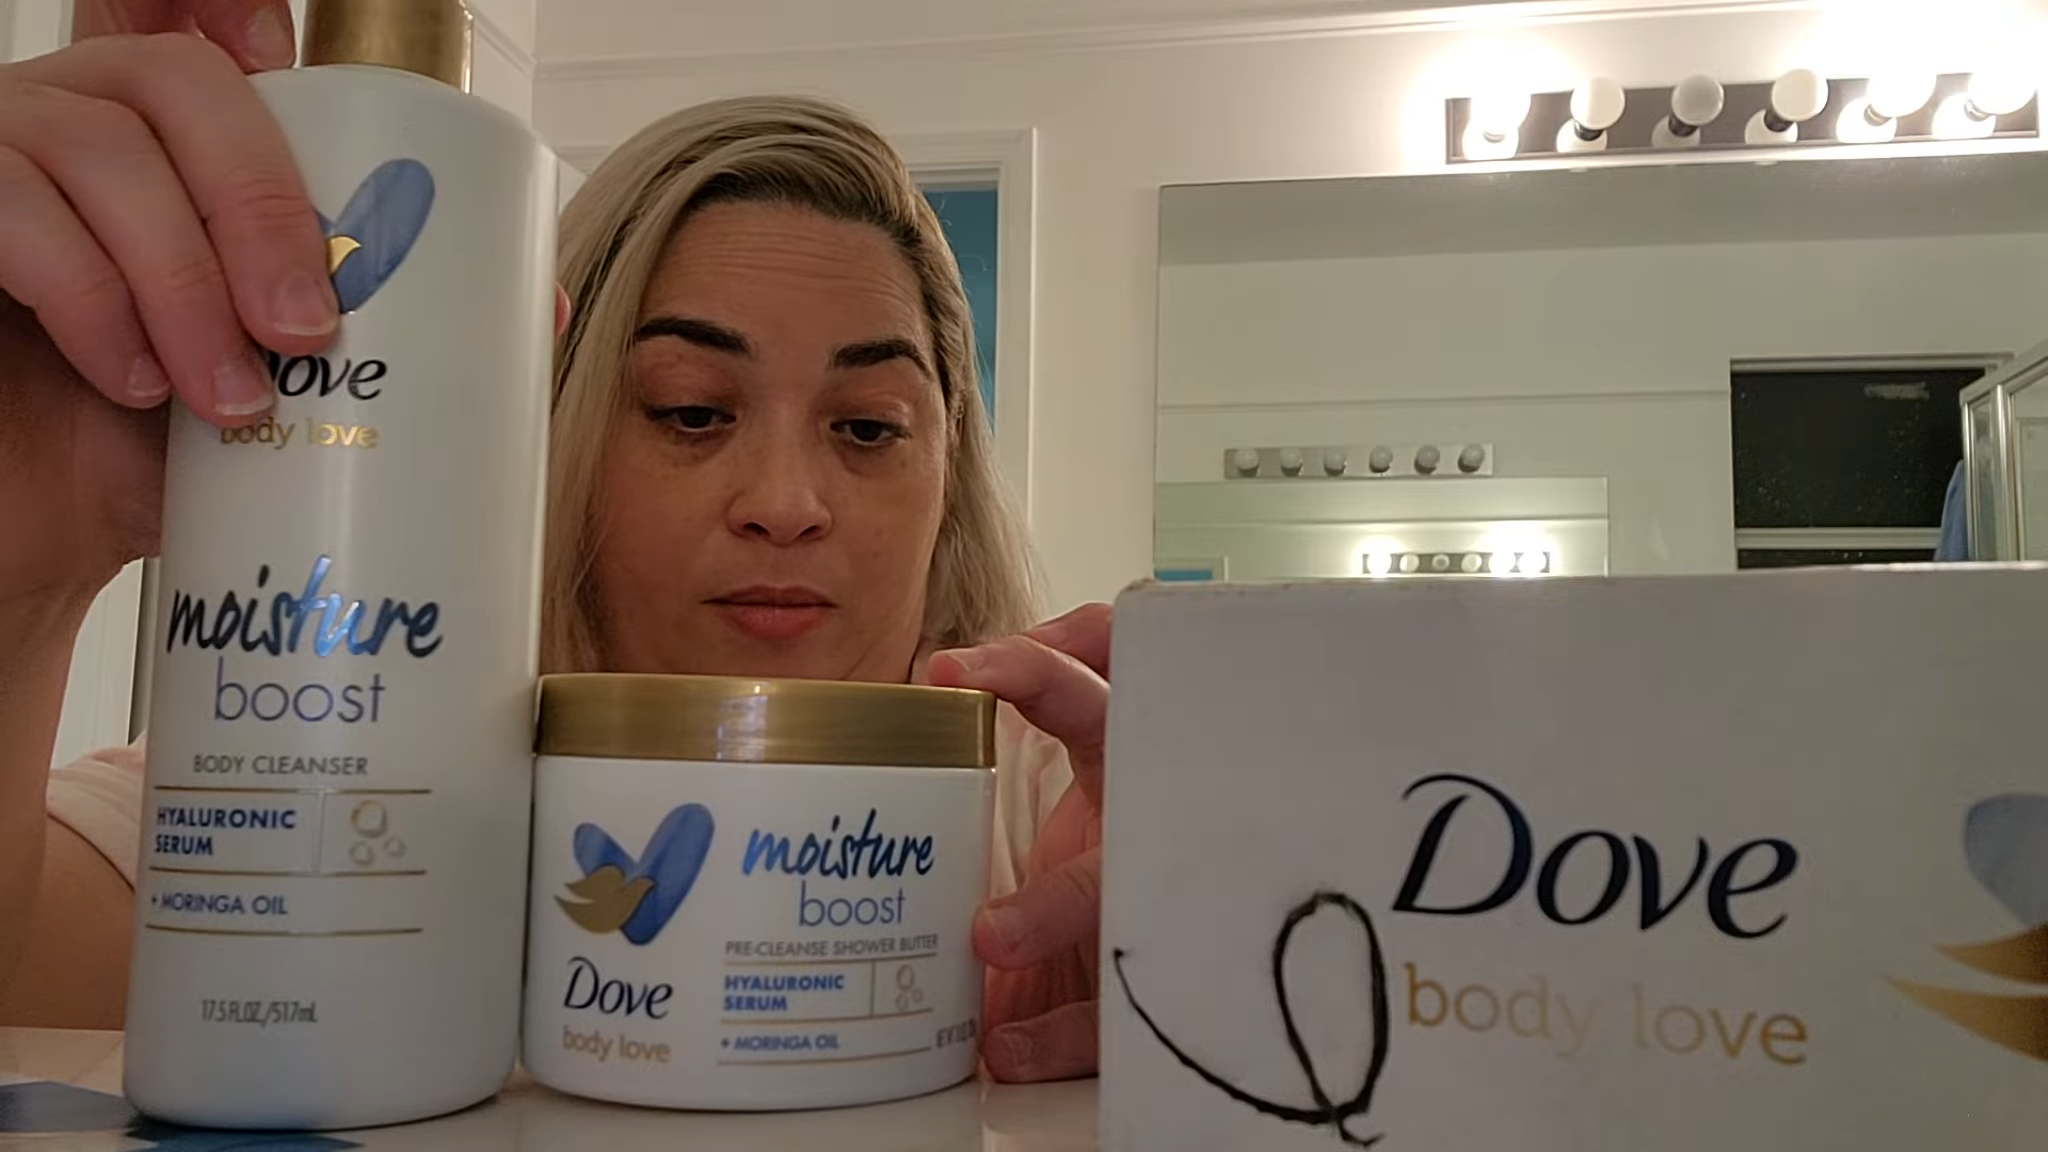 Dove
body love
moisture
boost
BODY CLEANSER
HYALURONIC
SERUM
+ MORINGA OIL
17.5 FL OZ/517mL
moisture
boost
PRE-CLEANSE SHOWER BUTTER
HYALURONIC
SERUM
+ MORINGA OIL
Dove
body love
Dove
body love